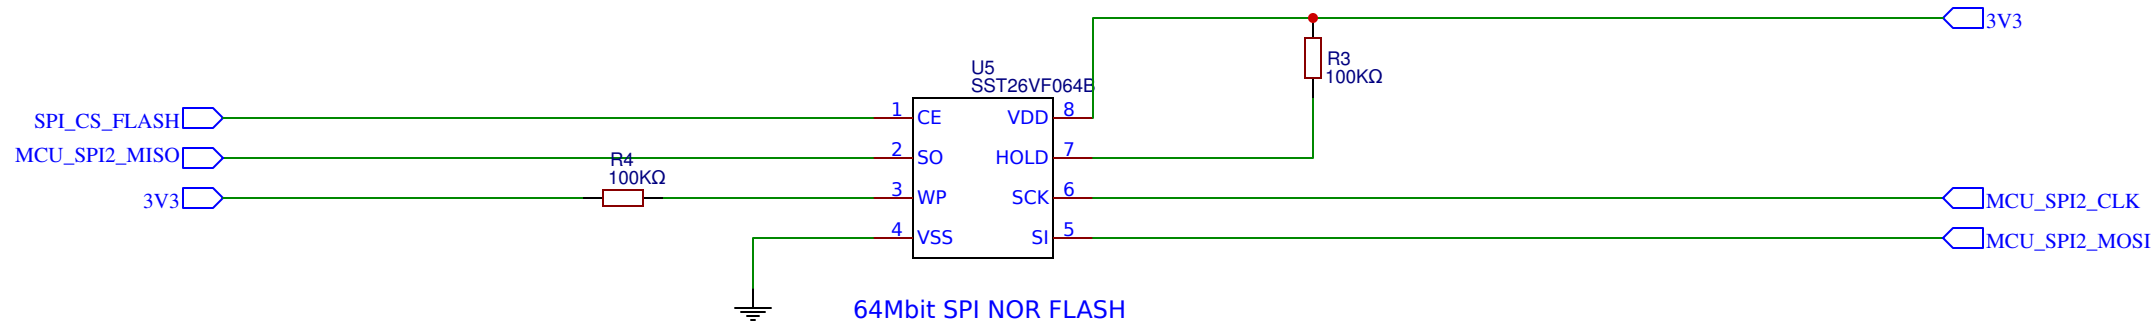 3V3
R3
100KΩ
U5
SST26VF064B
SPI_CS_FLASH
1
CE
VDD
8
MCU_SPI2_MISO
2
SO
HOLD
7
R4
100KΩ
3V3
3
WP
SCK
6
MCU_SPI2_CLK
4
VSS
SI
5
MCU_SPI2_MOSI
64Mbit SPI NOR FLASH